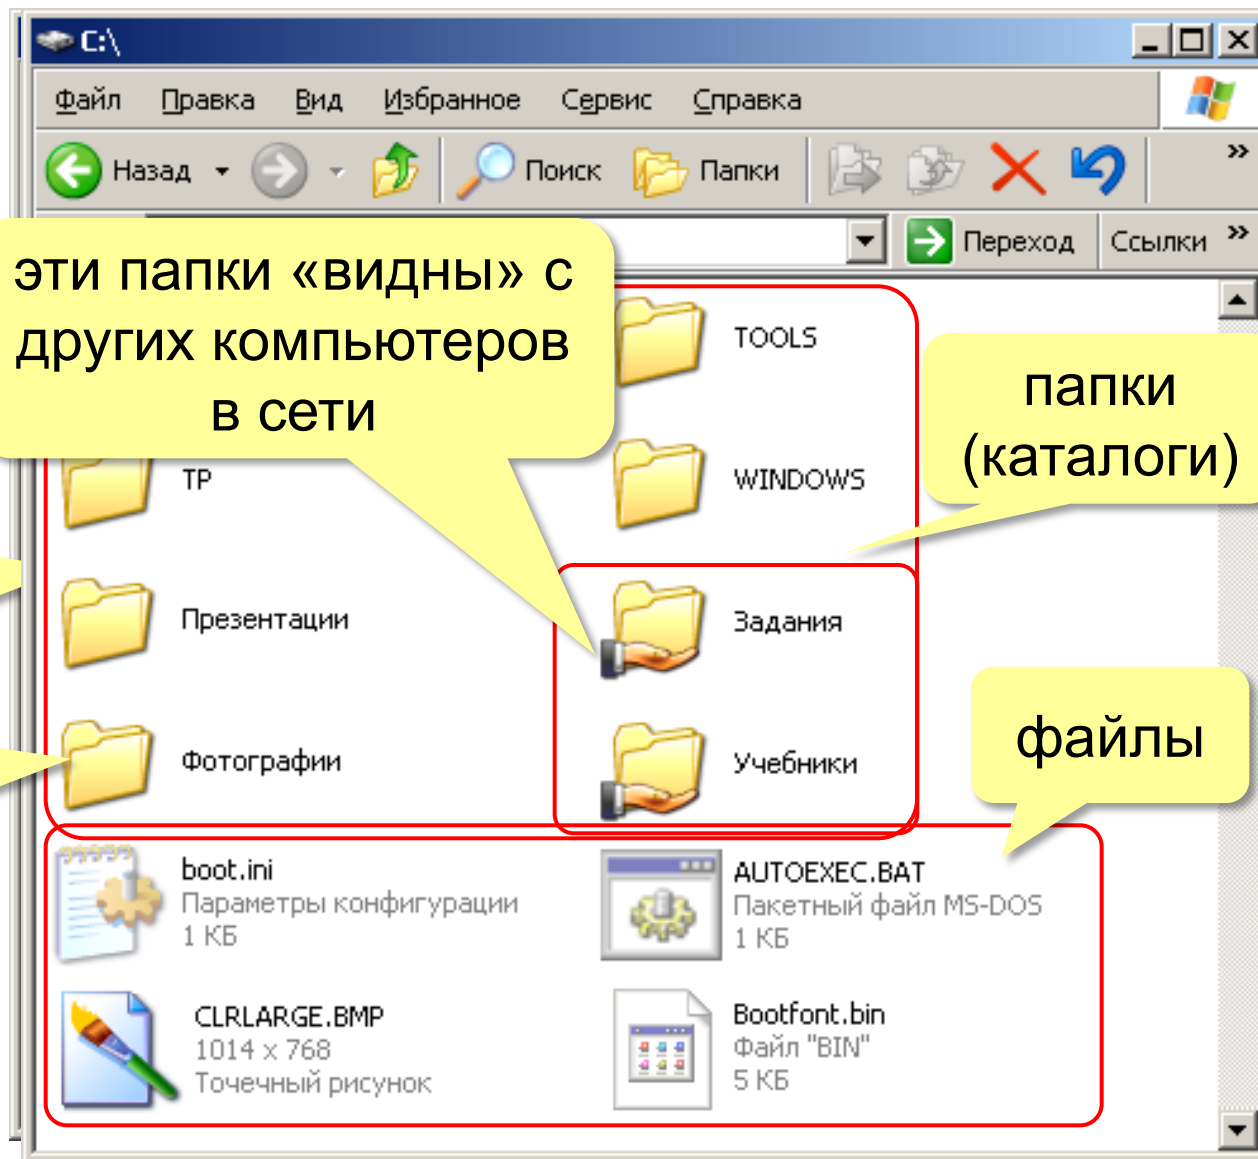 C:\
Файл Правка Вид Избранное Сервис Справка
Назад Поиск Папки »
Переход Ссылки »
эти папки «видны» с
других компьютеров
в сети
TOOLS
папки
(каталоги)
TP WINDOWS
Презентации Задания
файлы
Фотографии Учебники
boot.ini
Параметры конфигурации
1 КБ
AUTOEXEC.BAT
Пакетный файл MS-DOS
1 КБ
CLRLARGE.BMP
1014 x 768
Точечный рисунок
Bootfont.bin
Файл "BIN"
5 КБ